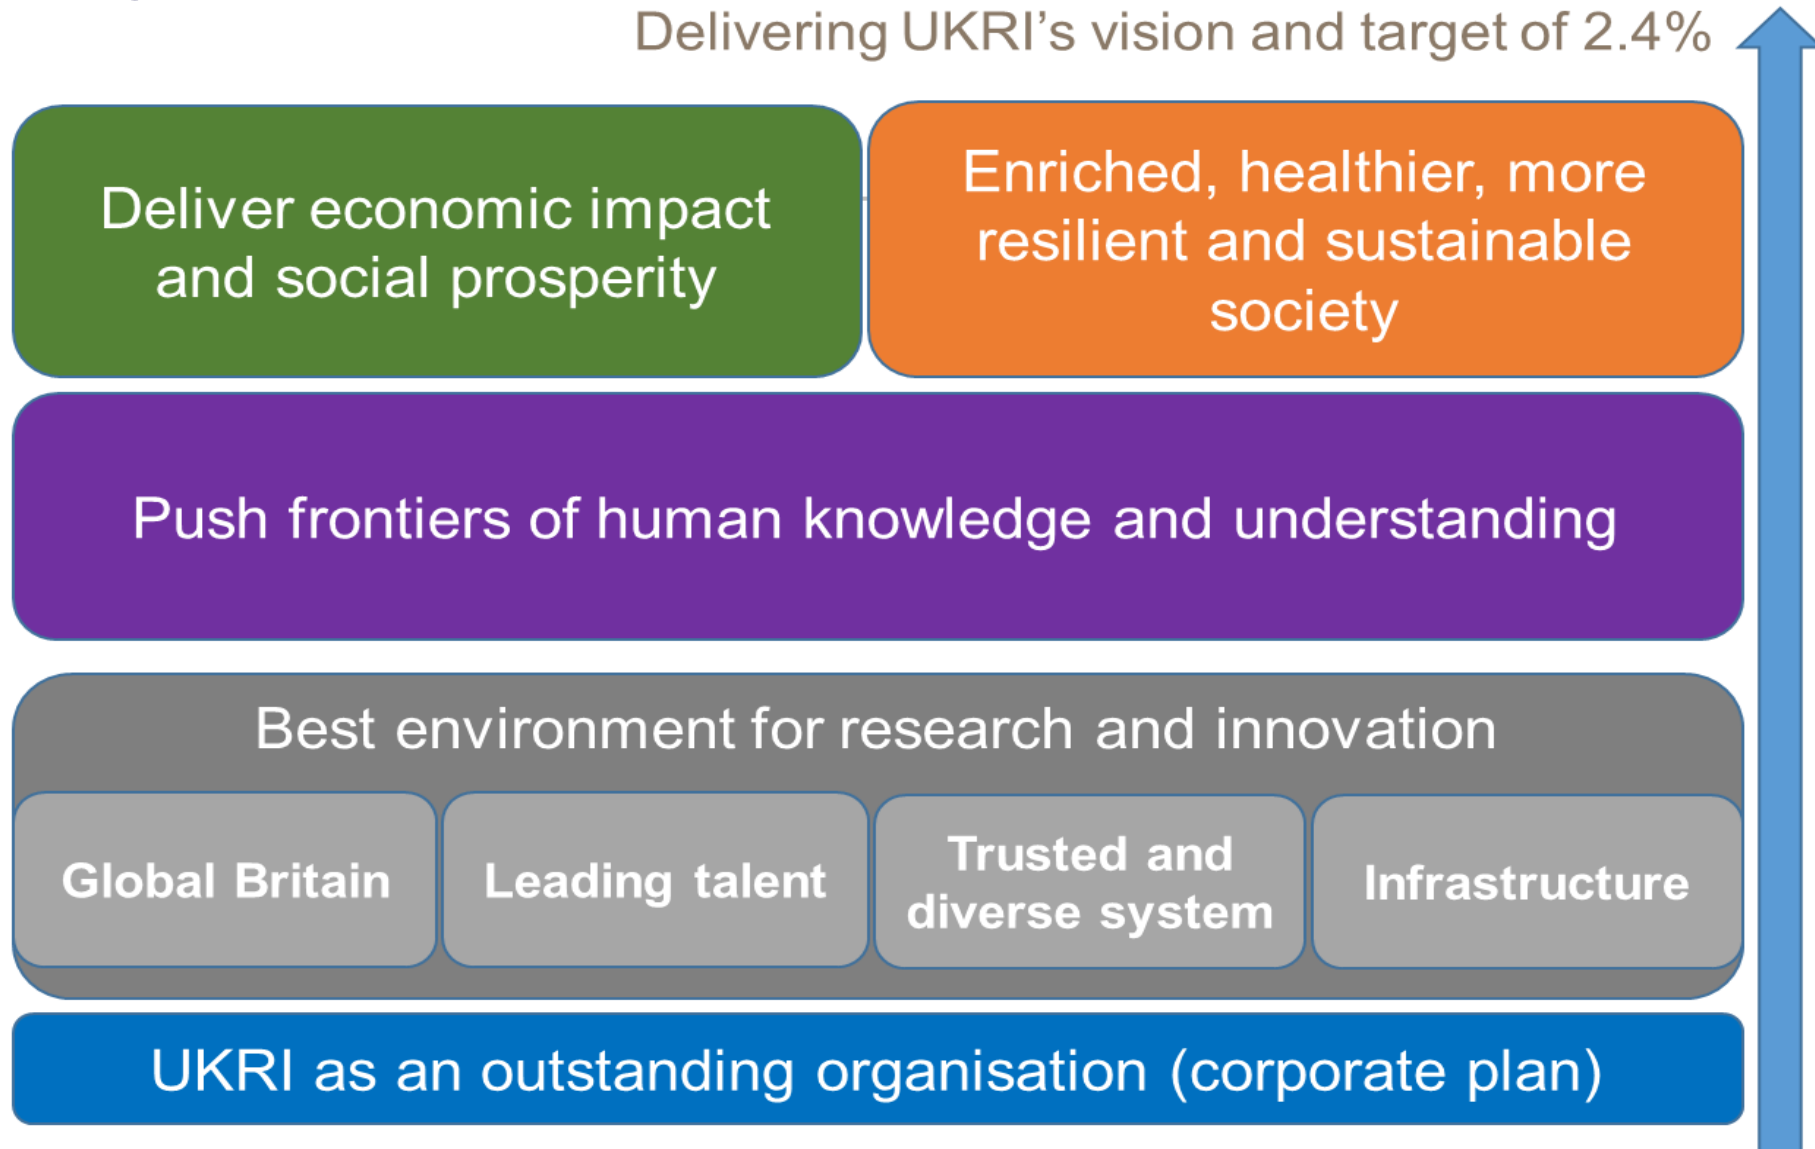 Delivering UKRI’s vision and target of 2.4%
Deliver economic impact
and social prosperity
Enriched, healthier, more
resilient and sustainable
society
Push frontiers of human knowledge and understanding
Best environment for research and innovation
Global Britain
Leading talent
Trusted and
diverse system
Infrastructure
UKRI as an outstanding organisation (corporate plan)